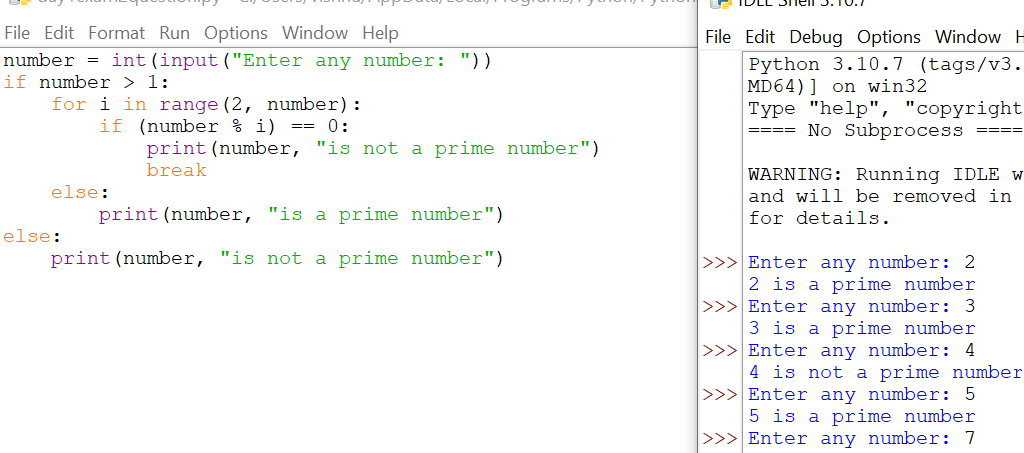 File Edit Format Run Options Window Help
number = int(input("Enter any number: "))
if number > 1:
    for i in range(2, number):
        if (number % i) == 0:
            print(number, "is not a prime number")
            break
    else:
        print(number, "is a prime number")
else:
    print(number, "is not a prime number")
IDLE Shell 3.10.7
File Edit Debug Options Window H
Python 3.10.7 (tags/v3.
MD64)] on win32
Type "help", "copyright
==== No Subprocess ====
WARNING: Running IDLE w
and will be removed in
for details.
>>> Enter any number: 2
2 is a prime number
>>> Enter any number: 3
3 is a prime number
>>> Enter any number: 4
4 is not a prime number
>>> Enter any number: 5
5 is a prime number
>>> Enter any number: 7